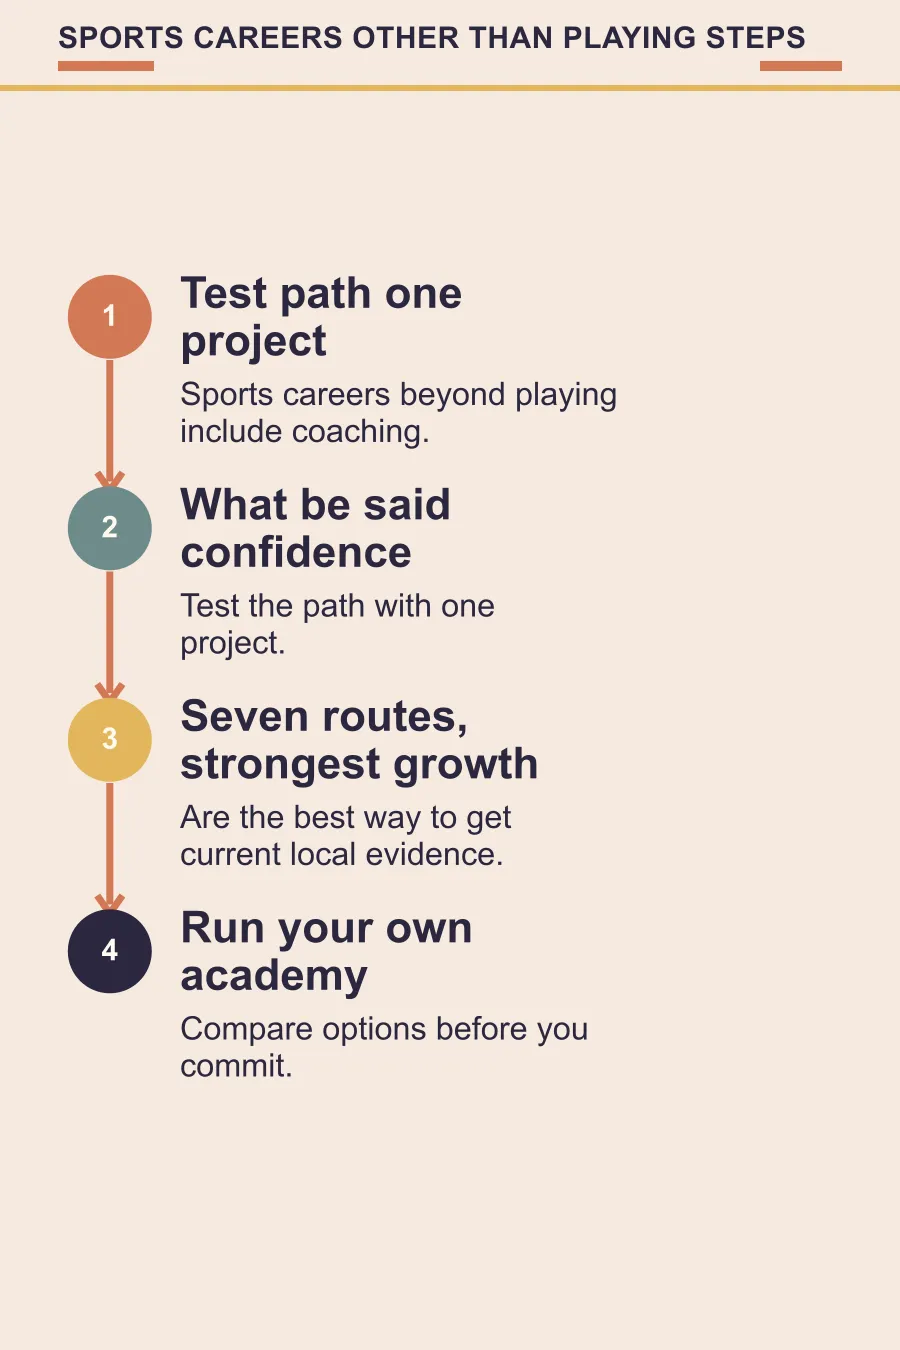 SPORTS CAREERS OTHER THAN PLAYING STEPS
1
Test path one
project
Sports careers beyond playing
include coaching.
2
What be said
confidence
Test the path with one
project.
3
Seven routes,
strongest growth
Are the best way to get
current local evidence.
4
Run your own
academy
Compare options before you
commit.